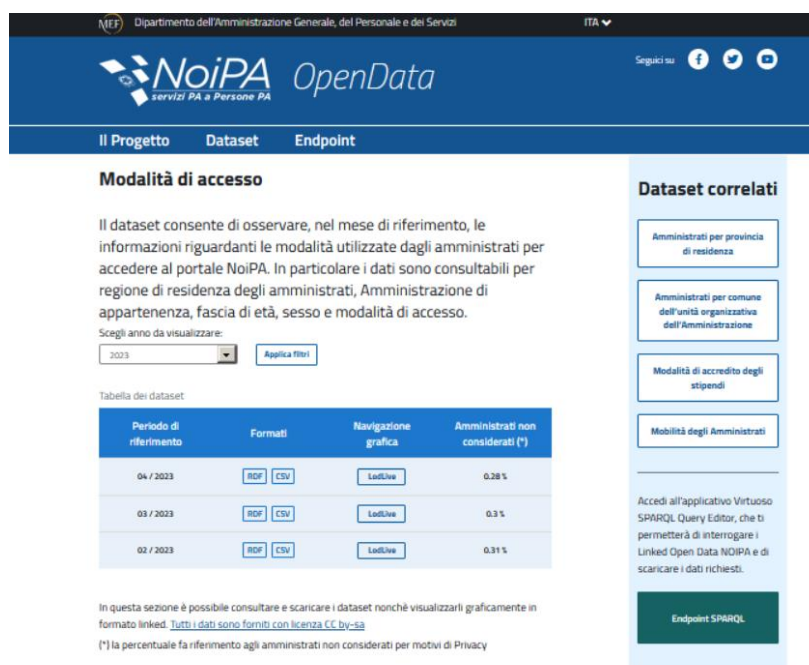 MEF
Dipartimento dell'Amministrazione Generale, del Personale e dei Servizi
ITA
NoiPA
servizi PA a Persone PA
OpenData
Seguici su
Il Progetto
Dataset
Endpoint
Modalità di accesso
Il dataset consente di osservare, nel mese di riferimento, le
informazioni riguardanti le modalità utilizzate dagli amministrati per
accedere al portale NoiPA. In particolare i dati sono consultabili per
regione di residenza degli amministrati, Amministrazione di
appartenenza, fascia di età, sesso e modalità di accesso.
Scegli anno da visualizzare:
2023
Applica filtri
Tabella dei dataset
Periodo di
riferimento
Formati
Navigazione
grafica
Amministrati non
considerati (*)
04 / 2023
RDF
CSV
LodLive
0.28 %
03 / 2023
RDF
CSV
LodLive
0.3 %
02 / 2023
RDF
CSV
LodLive
0.31 %
In questa sezione è possibile consultare e scaricare i dataset nonchè visualizzarli graficamente in
formato linked. Tutti i dati sono forniti con licenza CC by-sa
(*) la percentuale fa riferimento agli amministrati non considerati per motivi di Privacy
Dataset correlati
Amministrati per provincia
di residenza
Amministrati per comune
dell'unità organizzativa
dell'Amministrazione
Modalità di accredito degli
stipendi
Mobilità degli Amministrati
Accedi all'applicativo Virtuoso
SPARQL Query Editor, che ti
permetterà di interrogare i
Linked Open Data NOIPA e di
scaricare i dati richiesti.
Endpoint SPARQL